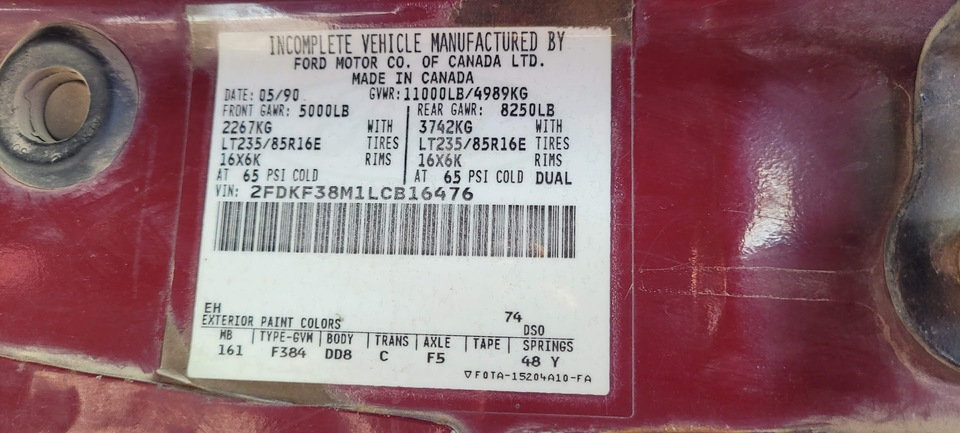 INCOMPLETE VEHICLE MANUFACTURED BY
FORD MOTOR CO. OF CANADA LTD.
MADE IN CANADA
DATE: 05/90 GVWR: 11000LB/4989KG
FRONT GAWR: 5000LB REAR GAWR: 8250LB
2267KG WITH 3742KG WITH
LT235/85R16E TIRES LT235/85R16E TIRES
16X6K RIMS 16X6K RIMS
AT 65 PSI COLD AT 65 PSI COLD DUAL
VIN: 2FDKF38M1LCB16476
EH 74
EXTERIOR PAINT COLORS DSO
WB TYPE-GVM BODY TRANS AXLE TAPE SPRINGS
161 F384 DD8 C F5 48 Y
▽F0TA-15204A10-FA